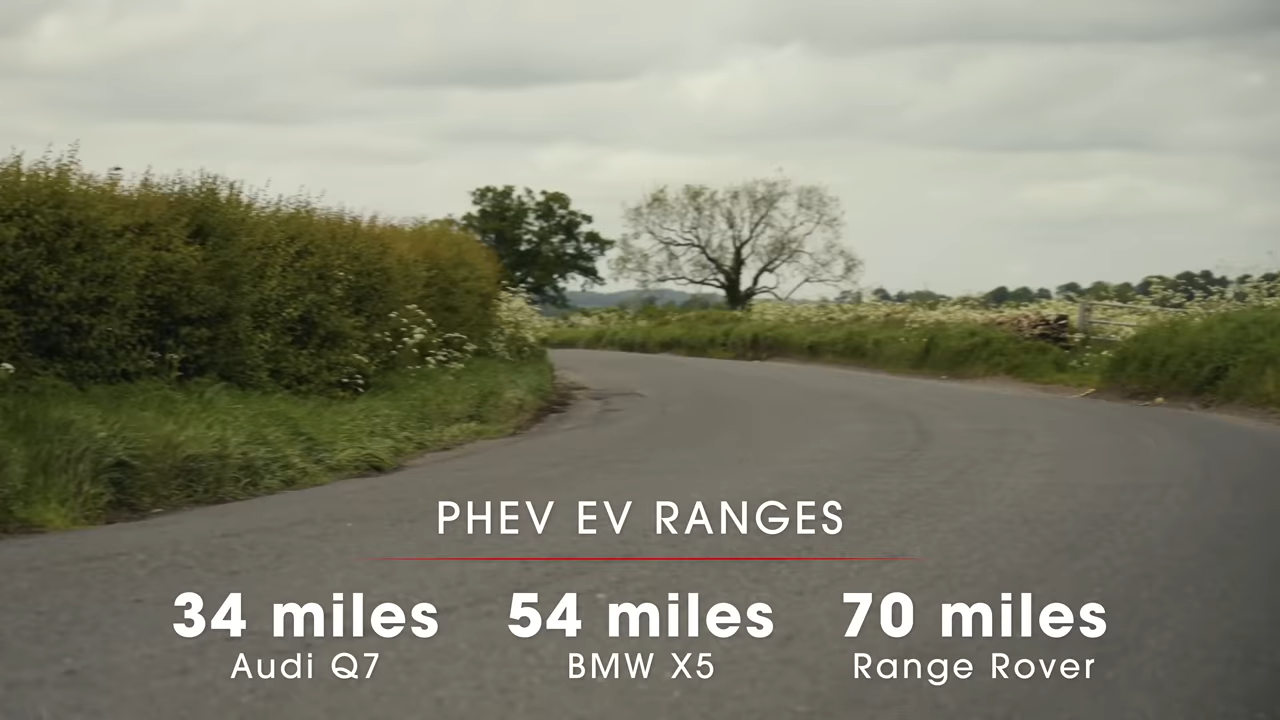 PHEV EV RANGES
34 miles 54 miles 70 miles
Audi Q7 BMW X5 Range Rover